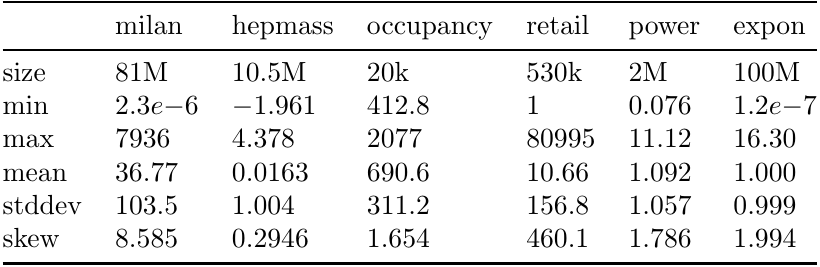 milan hepmass occupancy retail power expon
size 81M 10.5M 20k 530k 2M 100M
min 2.3e−6 −1.961 412.8 1 0.076 1.2e−7
max 7936 4.378 2077 80995 11.12 16.30
mean 36.77 0.0163 690.6 10.66 1.092 1.000
stddev 103.5 1.004 311.2 156.8 1.057 0.999
skew 8.585 0.2946 1.654 460.1 1.786 1.994